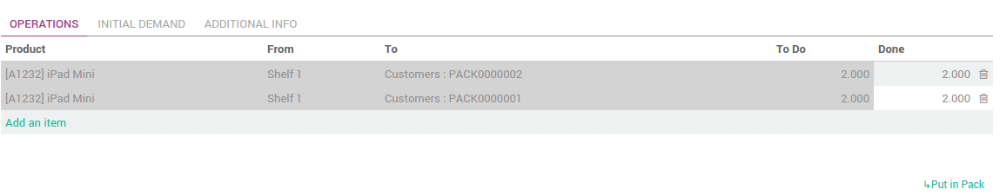 OPERATIONS INITIAL DEMAND ADDITIONAL INFO
Product From To To Do Done
[A1232] iPad Mini Shelf 1 Customers : PACK0000002 2.000 2.000
[A1232] iPad Mini Shelf 1 Customers : PACK0000001 2.000 2.000
Add an item
↳Put in Pack